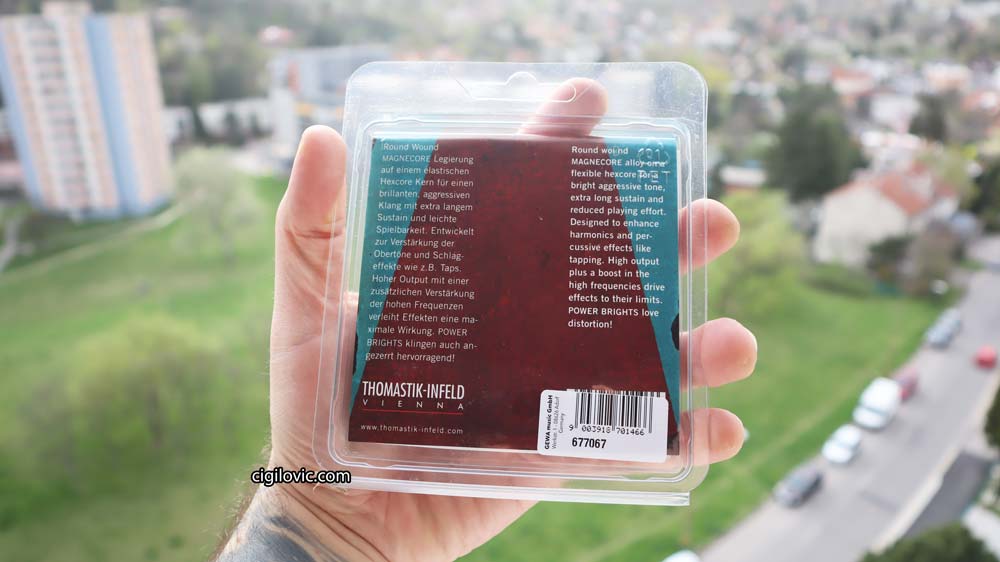 Round Wound
MAGNECORE Legierung
auf einem elastischen
Hexcore Kern für einen
brillanten, aggressiven
Klang mit extra langem
Sustain und leichte
Spielbarkeit. Entwickelt
zur Verstärkung der
Obertöne und Schlag-
effekte wie z.B. Taps.
Hoher Output mit einer
zusätzlichen Verstärkung
der hohen Frequenzen
verleiht Effekten eine ma-
ximale Wirkung. POWER
BRIGHTS klingen auch an-
gezerrt hervorragend!
THOMASTIK-INFELD
VIENNA
www.thomastik-infeld.com
Round wound
MAGNECORE alloy on a
flexible hexcore for a
bright aggressive tone,
extra long sustain and
reduced playing effort.
Designed to enhance
harmonics and per-
cussive effects like
tapping. High output
plus a boost in the
high frequencies drive
effects to their limits.
POWER BRIGHTS love
distortion!
GEWA music GmbH
Germany
9 003918 701466
677067
cigilovic.com